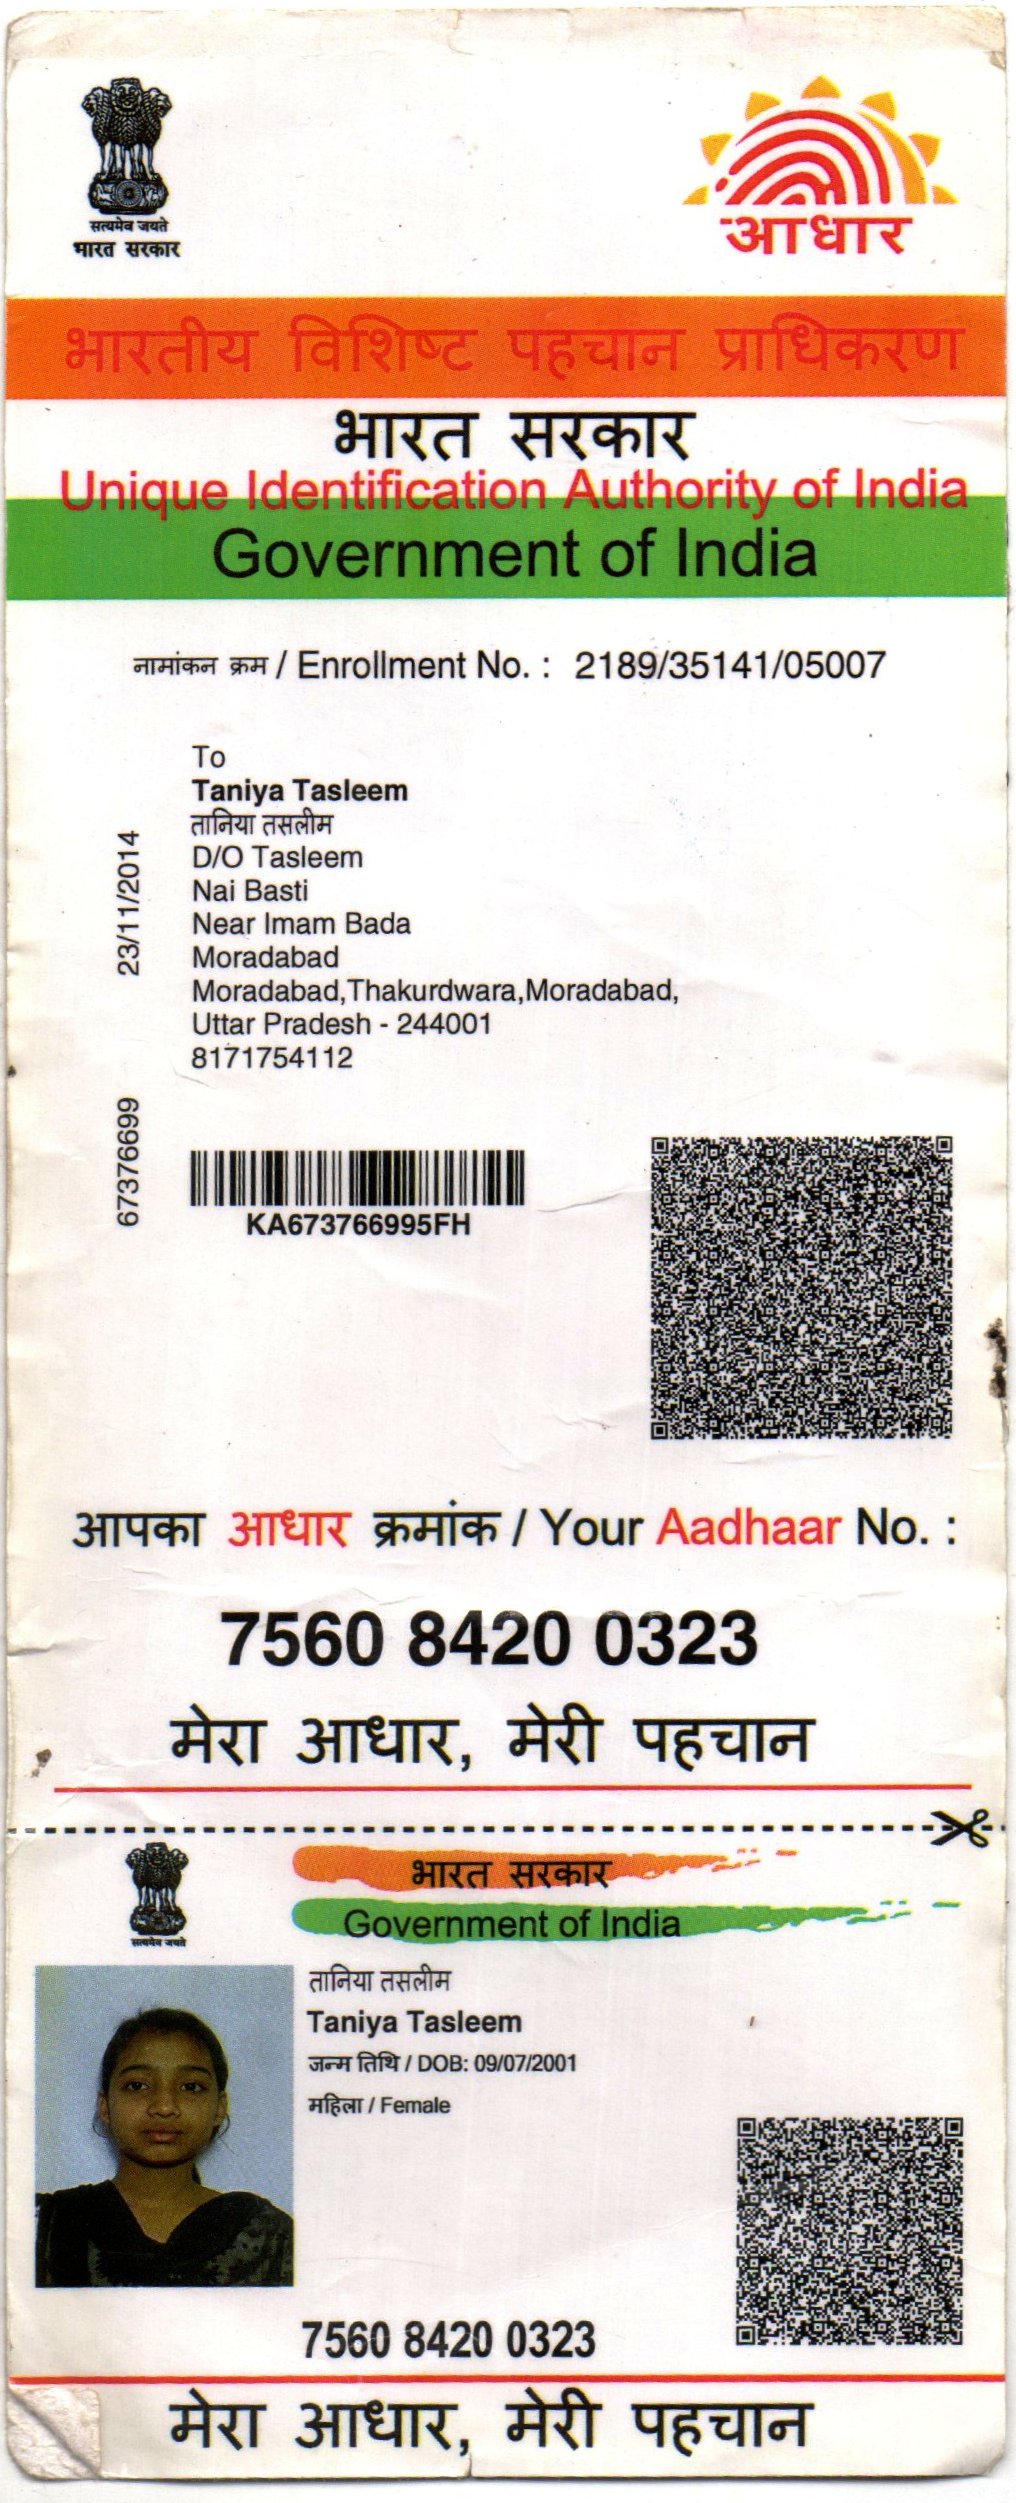 सत्यमेव जयते
भारत सरकार
आधार
भारतीय विशिष्ट पहचान प्राधिकरण
भारत सरकार
Unique Identification Authority of India
Government of India
नामांकन क्रम / Enrollment No. : 2189/35141/05007
To
Taniya Tasleem
तानिया तसलीम
D/O Tasleem
Nai Basti
Near Imam Bada
Moradabad
Moradabad,Thakurdwara,Moradabad,
Uttar Pradesh - 244001
8171754112
23/11/2014
67376699
KA673766995FH
आपका आधार क्रमांक / Your Aadhaar No. :
7560 8420 0323
मेरा आधार, मेरी पहचान
सत्यमेव जयते
भारत सरकार
Government of India
तानिया तसलीम
Taniya Tasleem
जन्म तिथि / DOB: 09/07/2001
महिला / Female
7560 8420 0323
मेरा आधार, मेरी पहचान